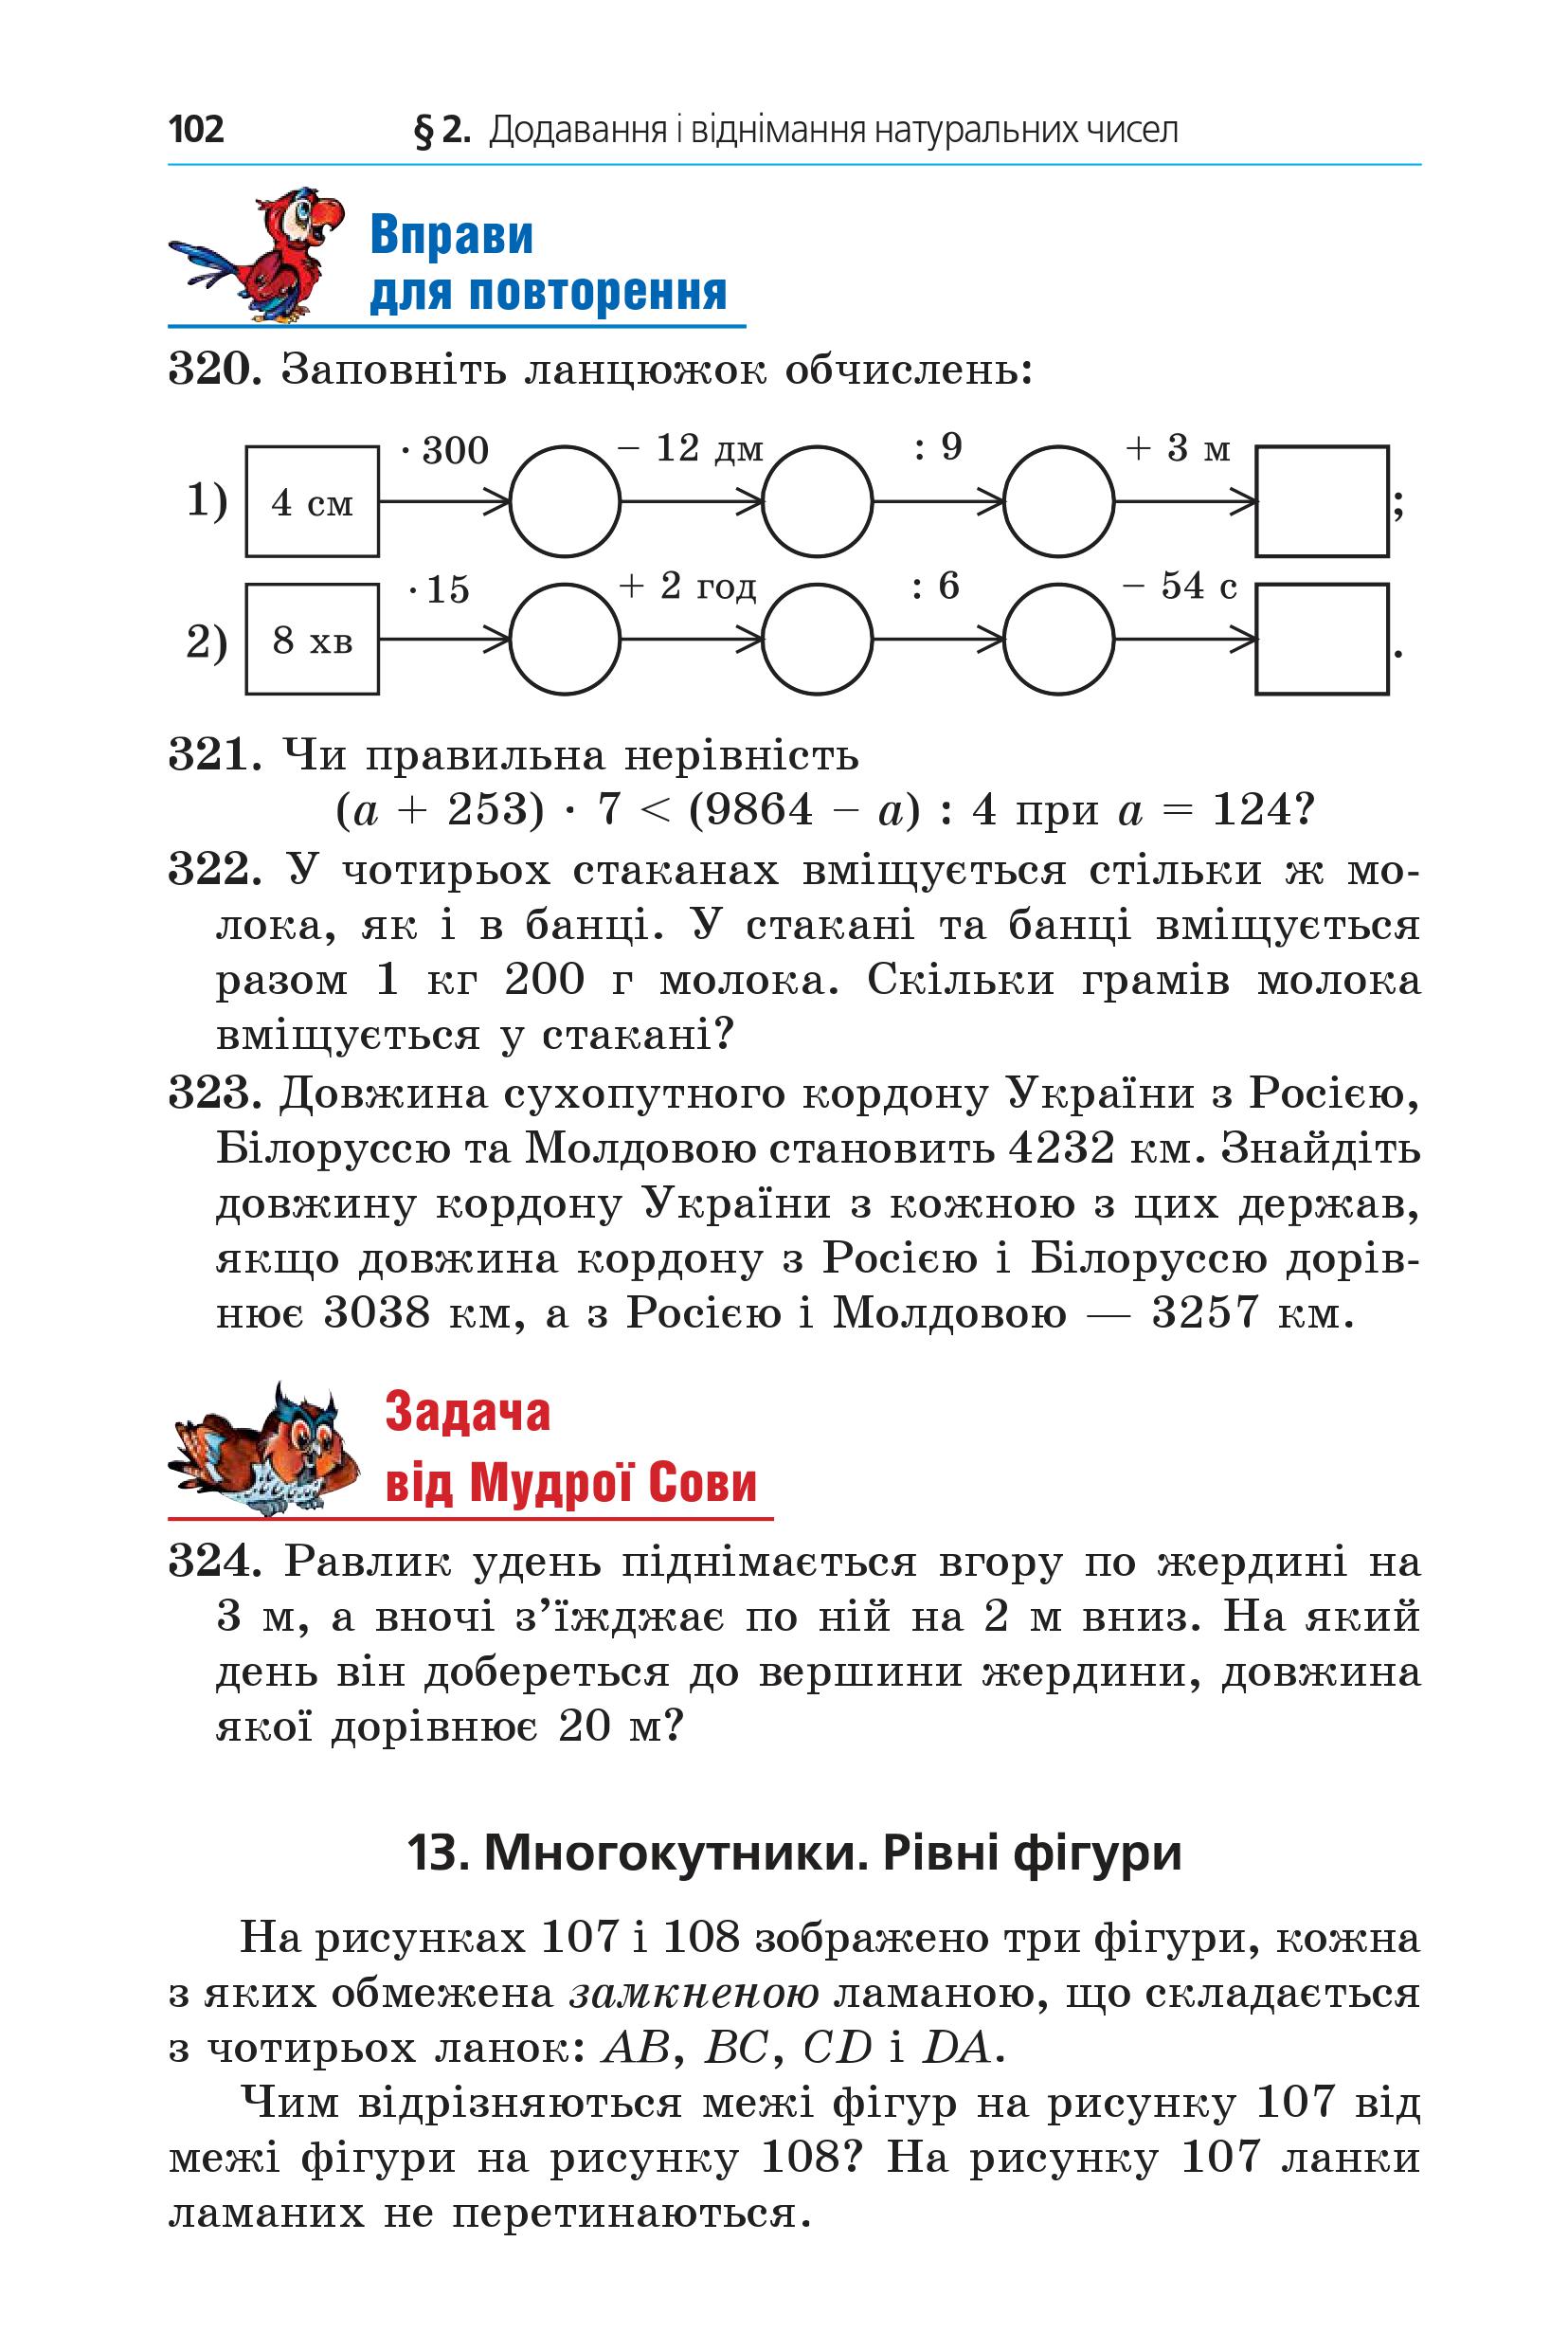 102 § 2. Додавання і віднімання натуральних чисел
Вправи
для повторення
320. Заповніть ланцюжок обчислень:
1) 4 см · 300 – 12 дм : 9 + 3 м ;
2) 8 хв · 15 + 2 год : 6 – 54 с .
321. Чи правильна нерівність
(a + 253) · 7 < (9864 – a) : 4 при a = 124?
322. У чотирьох стаканах вміщується стільки ж мо-
лока, як і в банці. У стакані та банці вміщується
разом 1 кг 200 г молока. Скільки грамів молока
вміщується у стакані?
323. Довжина сухопутного кордону України з Росією,
Білоруссю та Молдовою становить 4232 км. Знайдіть
довжину кордону України з кожною з цих держав,
якщо довжина кордону з Росією і Білоруссю дорів-
нює 3038 км, а з Росією і Молдовою — 3257 км.
Задача
від Мудрої Сови
324. Равлик удень піднімається вгору по жердині на
3 м, а вночі з’їжджає по ній на 2 м вниз. На який
день він добереться до вершини жердини, довжина
якої дорівнює 20 м?
13. Многокутники. Рівні фігури
На рисунках 107 і 108 зображено три фігури, кожна
з яких обмежена замкненою ламаною, що складається
з чотирьох ланок: AB, BC, CD і DA.
Чим відрізняються межі фігур на рисунку 107 від
межі фігури на рисунку 108? На рисунку 107 ланки
ламаних не перетинаються.